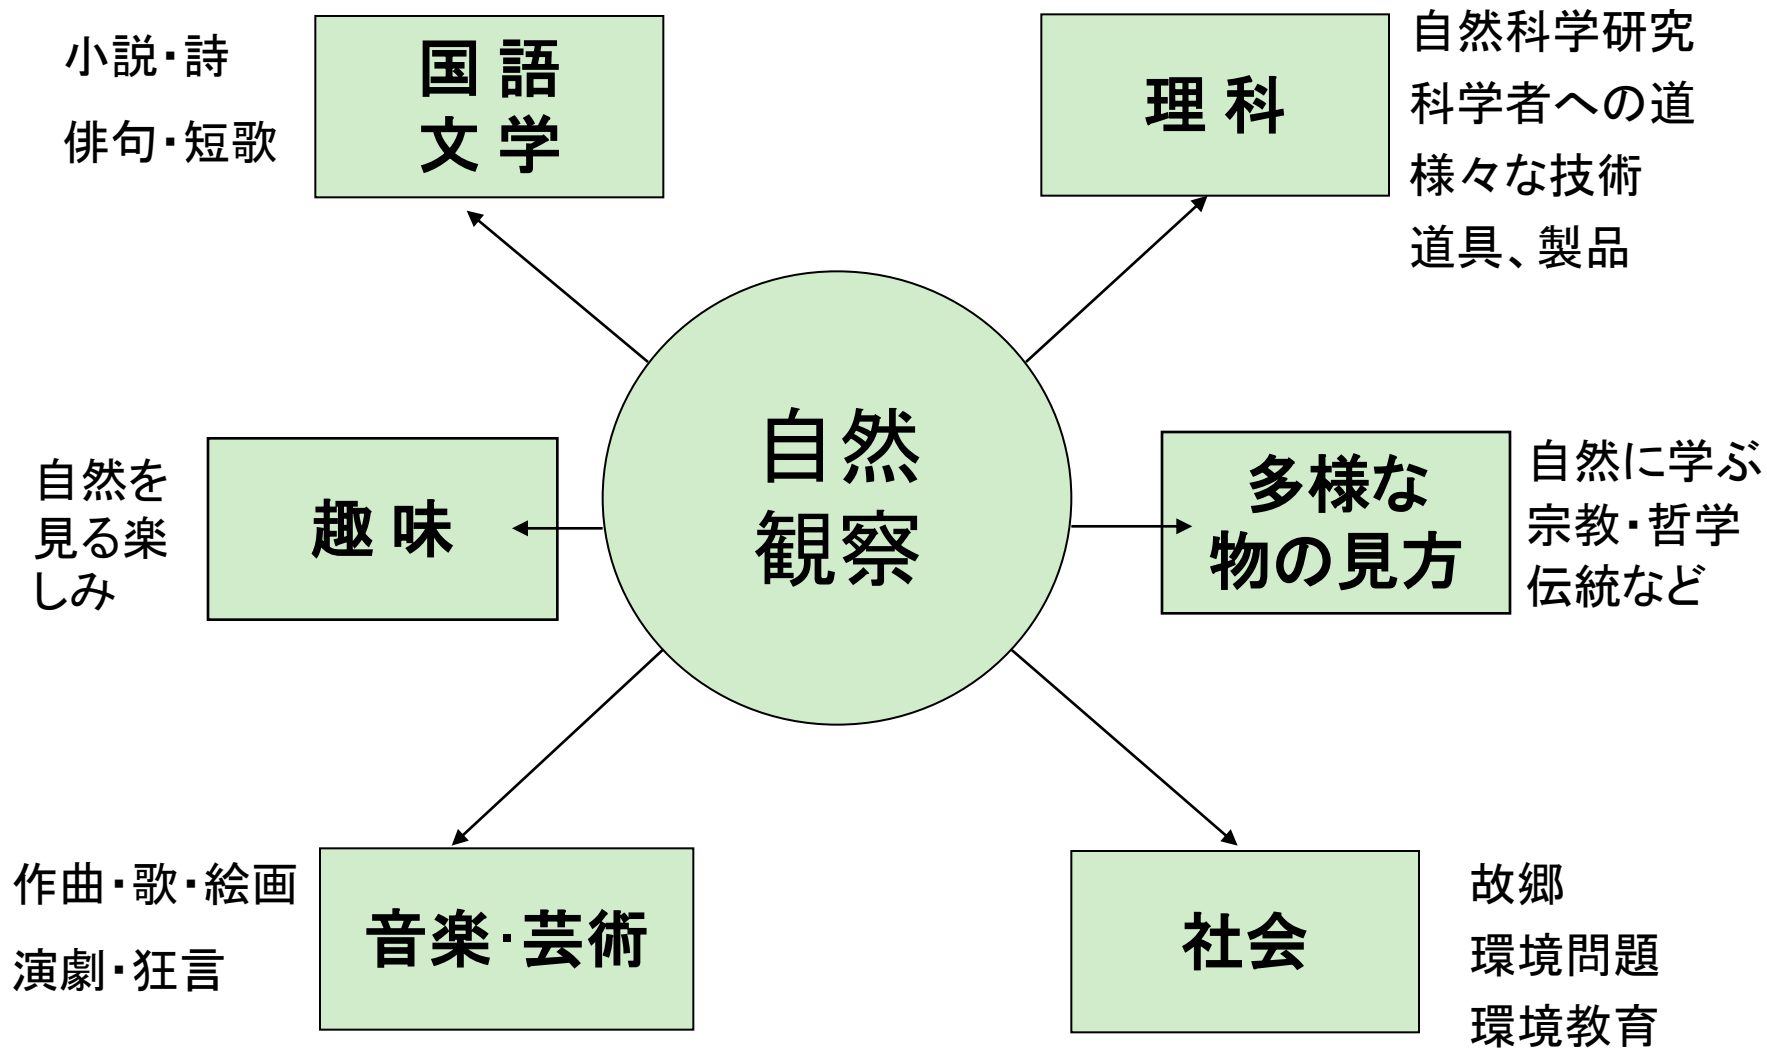 小説・詩
俳句・短歌
国 語
文 学
理 科
自然科学研究
科学者への道
様々な技術
道具、製品
自然を
見る楽
しみ
趣 味
自然
観察
多様な
物の見方
自然に学ぶ
宗教・哲学
伝統など
作曲・歌・絵画
演劇・狂言
音楽・芸術
社会
故郷
環境問題
環境教育